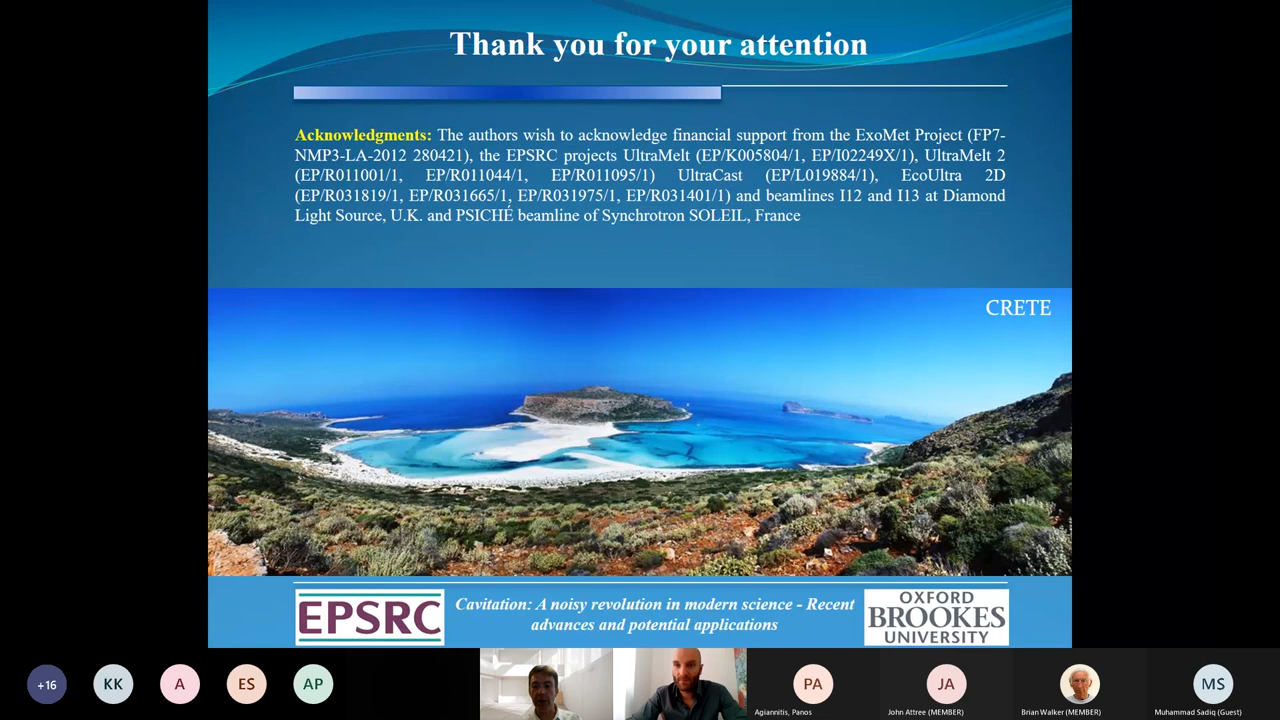 Thank you for your attention
Acknowledgments: The authors wish to acknowledge financial support from the ExoMet Project (FP7-
NMP3-LA-2012 280421), the EPSRC projects UltraMelt (EP/K005804/1, EP/I02249X/1), UltraMelt 2
(EP/R011001/1, EP/R011044/1, EP/R011095/1) UltraCast (EP/L019884/1), EcoUltra 2D
(EP/R031819/1, EP/R031665/1, EP/R031975/1, EP/R031401/1) and beamlines I12 and I13 at Diamond
Light Source, U.K. and PSICHÉ beamline of Synchrotron SOLEIL, France
CRETE
EPSRC
Cavitation: A noisy revolution in modern science - Recent
advances and potential applications
OXFORD
BROOKES
UNIVERSITY
+16
KK
A
ES
AP
PA
JA
MS
Agiannitis, Panos
John Attree (MEMBER)
Brian Walker (MEMBER)
Muhammad Sadiq (Guest)